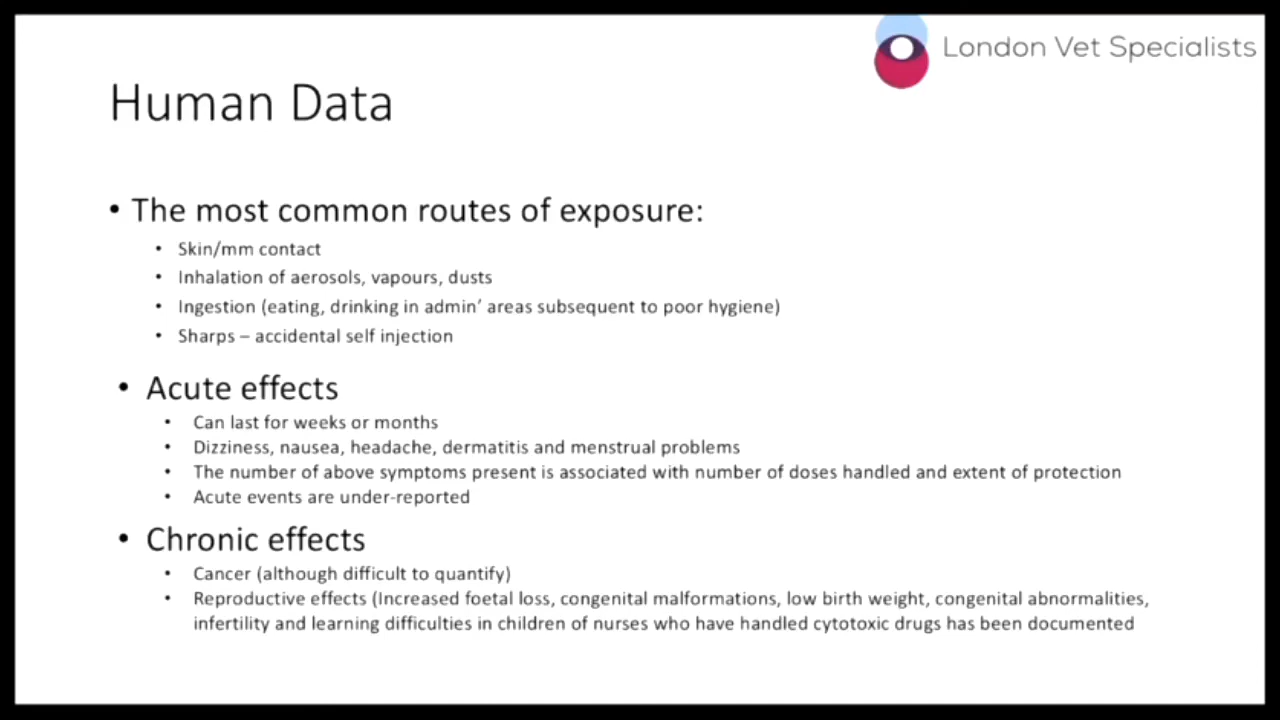 London Vet Specialists
Human Data
• The most common routes of exposure:
• Skin/mm contact
• Inhalation of aerosols, vapours, dusts
• Ingestion (eating, drinking in admin’ areas subsequent to poor hygiene)
• Sharps – accidental self injection
• Acute effects
• Can last for weeks or months
• Dizziness, nausea, headache, dermatitis and menstrual problems
• The number of above symptoms present is associated with number of doses handled and extent of protection
• Acute events are under-reported
• Chronic effects
• Cancer (although difficult to quantify)
• Reproductive effects (Increased foetal loss, congenital malformations, low birth weight, congenital abnormalities,
infertility and learning difficulties in children of nurses who have handled cytotoxic drugs has been documented